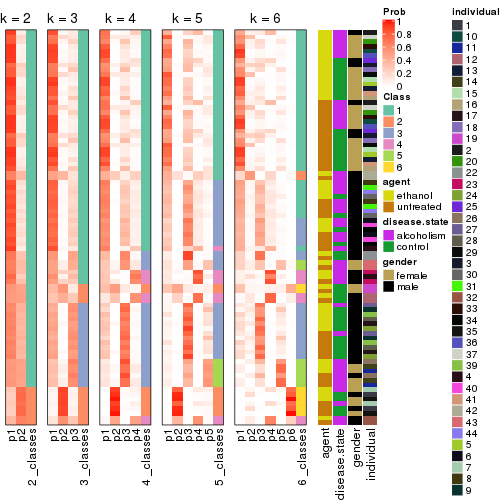 k = 2
k = 3
k = 4
k = 5
k = 6
p1
p2
2_classes
p1
p2
p3
3_classes
p1
p2
p3
p4
4_classes
p1
p2
p3
p4
p5
5_classes
p1
p2
p3
p4
p5
p6
6_classes
agent
disease.state
gender
individual
Prob
1
0.8
0.6
0.4
0.2
0
Class
1
2
3
4
5
6
agent
ethanol
untreated
disease.state
alcoholism
control
gender
female
male
individual
1
10
11
12
13
14
15
16
17
18
19
2
20
22
23
24
25
26
27
28
29
3
30
31
32
33
34
35
36
37
39
4
40
41
42
43
44
5
6
7
8
9